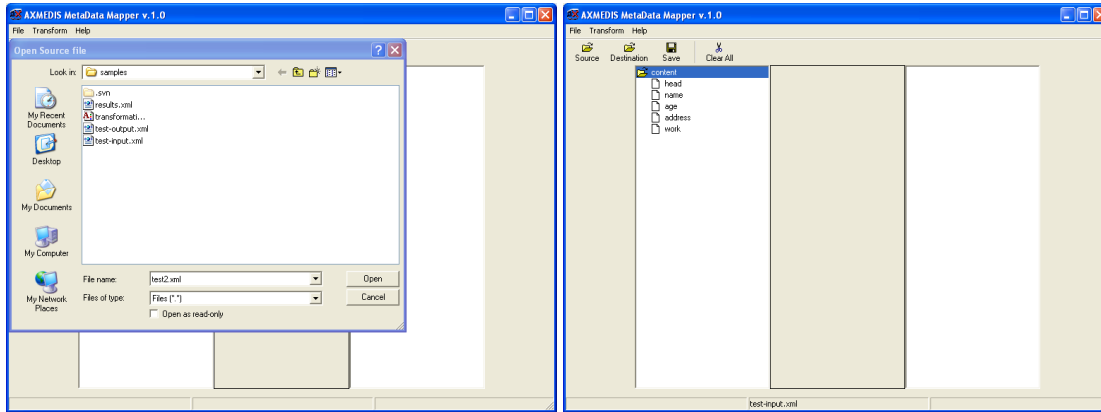 AXMEDIS MetaData Mapper v.1.0
File Transform Help
Open Source file
Look in: samples
.svn
results.xml
transformati...
test-output.xml
test-input.xml
My Recent Documents
Desktop
My Documents
My Computer
My Network Places
File name: test2.xml Open
Files of type: Files (*.*) Cancel
Open as read-only
AXMEDIS MetaData Mapper v.1.0
File Transform Help
Source Destination Save Clear All
content
head
name
age
address
work
test-input.xml